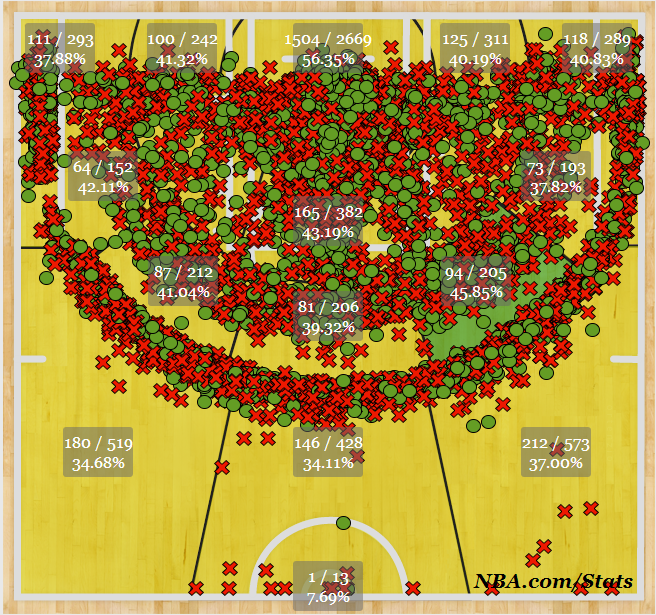 111 / 293
37.88%
100 / 242
41.32%
1504 / 2669
56.35%
125 / 311
40.19%
118 / 289
40.83%
64 / 152
42.11%
73 / 193
37.82%
165 / 382
43.19%
87 / 212
41.04%
94 / 205
45.85%
81 / 206
39.32%
180 / 519
34.68%
146 / 428
34.11%
212 / 573
37.00%
1 / 13
7.69%
NBA.com/Stats